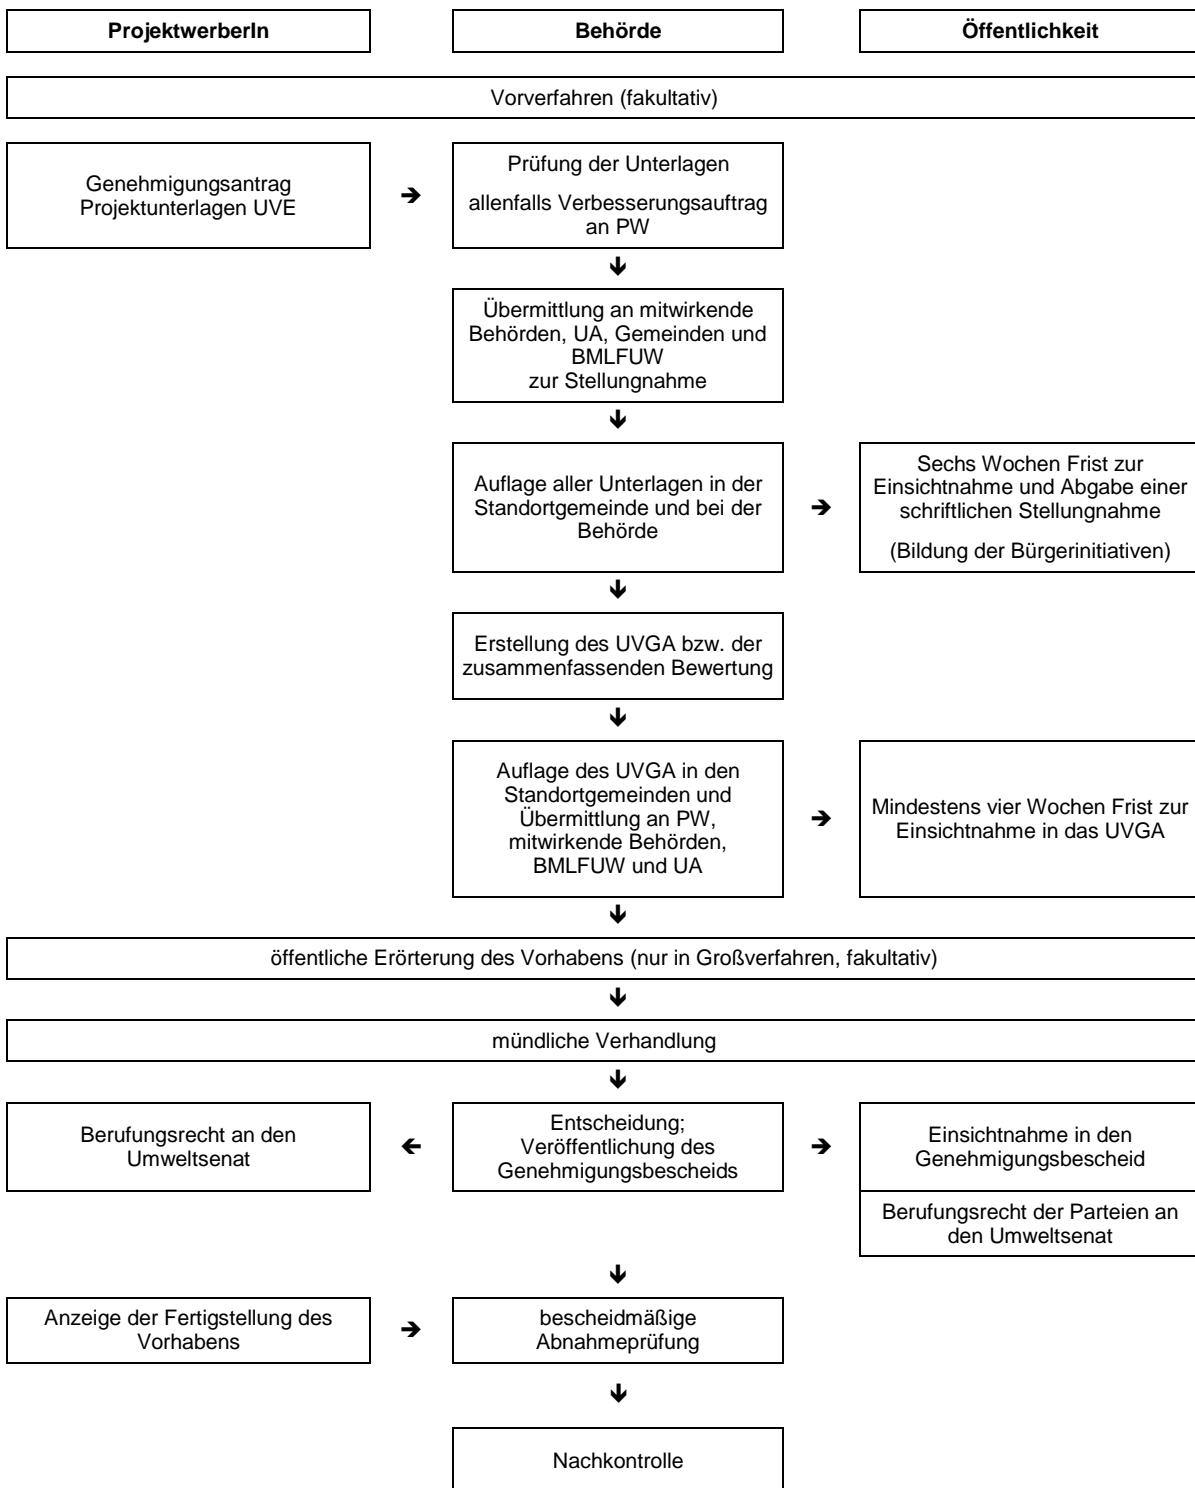 ProjektwerberIn
Behörde
Öffentlichkeit
Vorverfahren (fakultativ)
Genehmigungsantrag
Projektunterlagen UVE
➔
Prüfung der Unterlagen
allenfalls Verbesserungsauftrag
an PW
Übermittlung an mitwirkende
Behörden, UA, Gemeinden und
BMLFUW
zur Stellungnahme
Auflage aller Unterlagen in der
Standortgemeinde und bei der
Behörde
➔
Sechs Wochen Frist zur
Einsichtnahme und Abgabe einer
schriftlichen Stellungnahme
(Bildung der Bürgerinitiativen)
Erstellung des UVGA bzw. der
zusammenfassenden Bewertung
Auflage des UVGA in den
Standortgemeinden und
Übermittlung an PW,
mitwirkende Behörden,
BMLFUW und UA
➔
Mindestens vier Wochen Frist zur
Einsichtnahme in das UVGA
öffentliche Erörterung des Vorhabens (nur in Großverfahren, fakultativ)
mündliche Verhandlung
Berufungsrecht an den
Umweltsenat
Entscheidung;
Veröffentlichung des
Genehmigungsbescheids
➔
Einsichtnahme in den
Genehmigungsbescheid
Berufungsrecht der Parteien an
den Umweltsenat
Anzeige der Fertigstellung des
Vorhabens
➔
bescheidmäßige
Abnahmeprüfung
Nachkontrolle